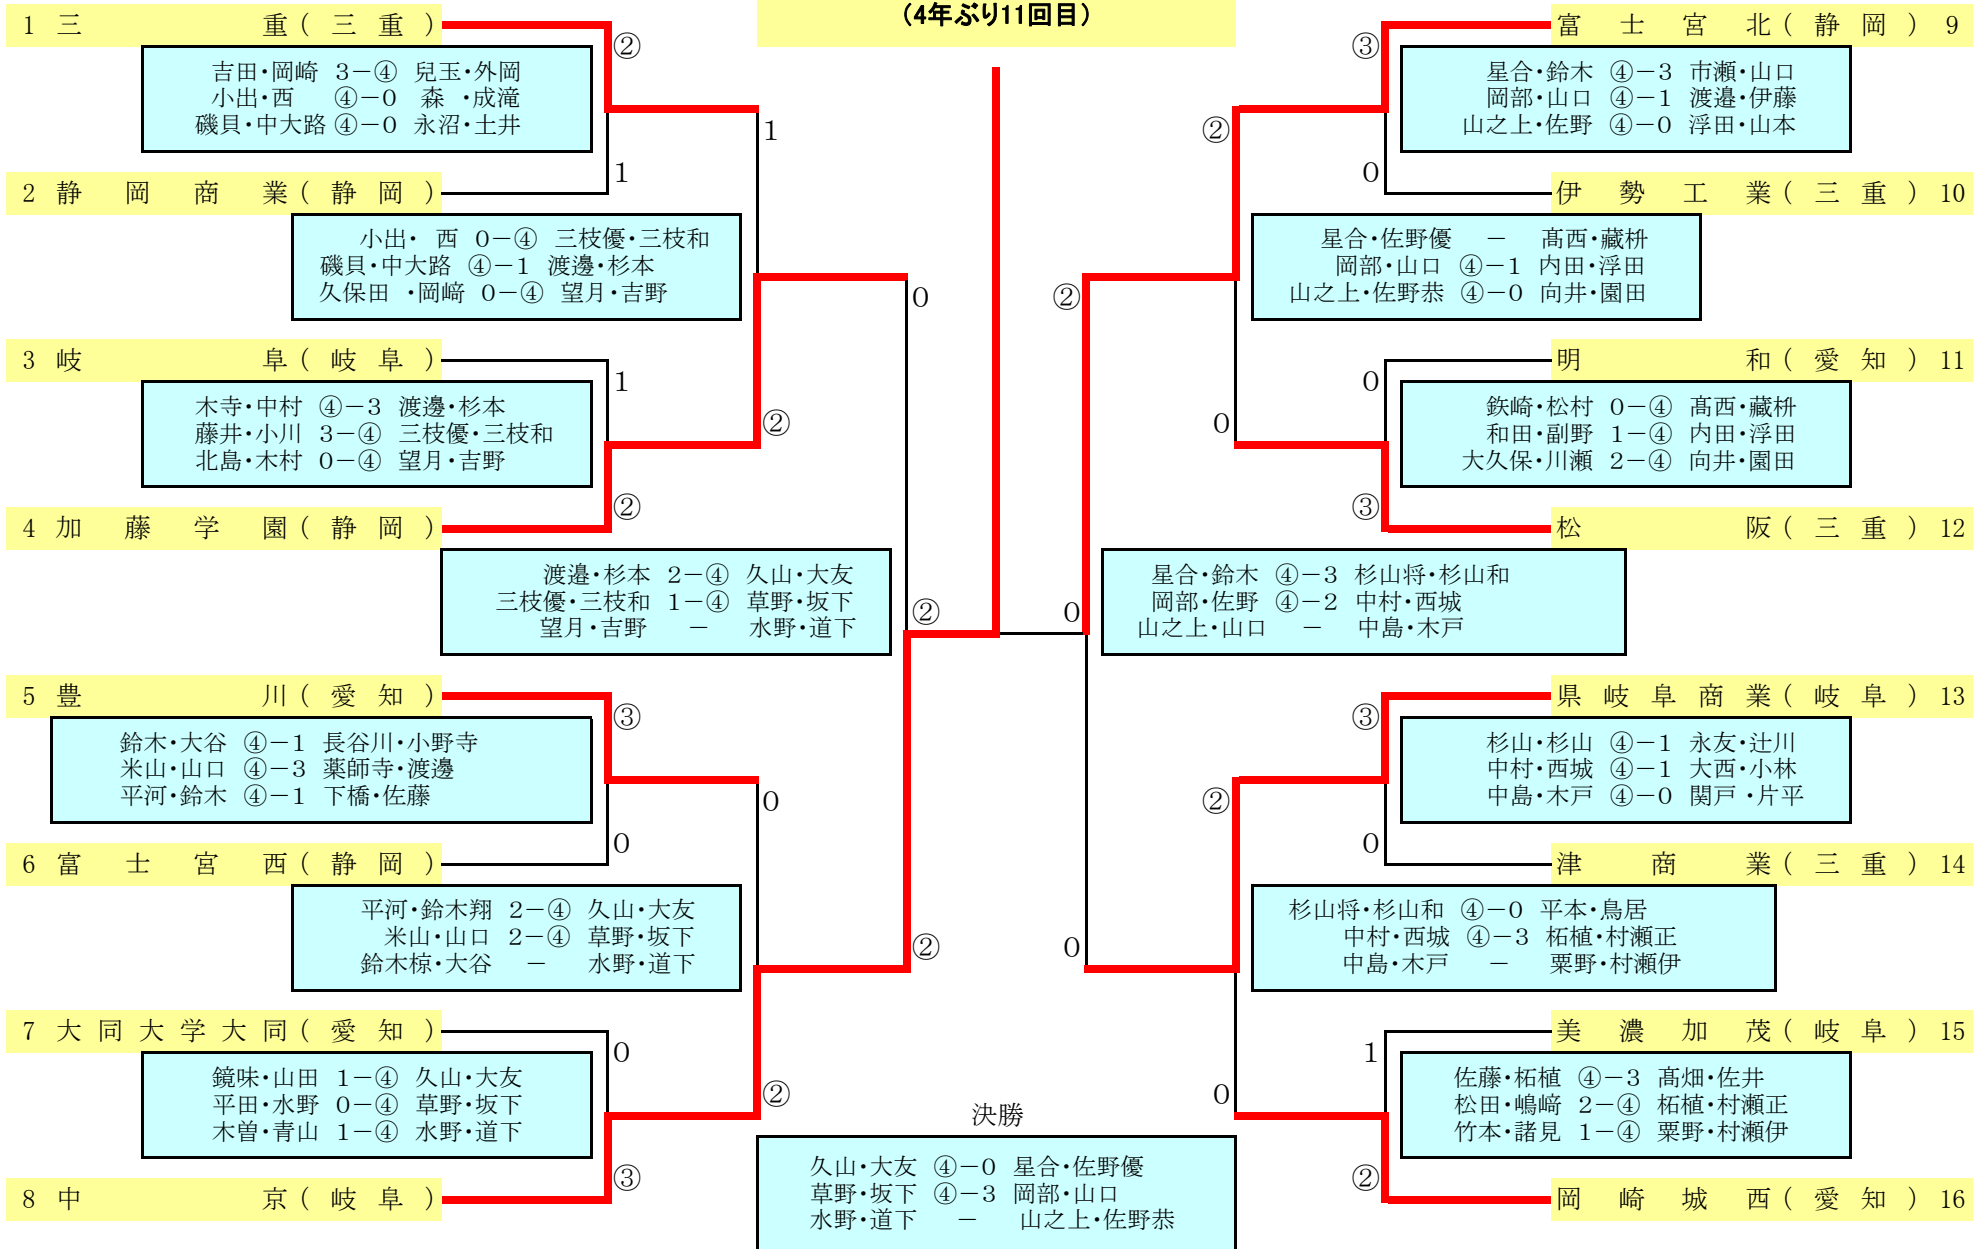 (4年ぶり11回目)
1 三重(三重)
②
吉田・岡崎 3-④ 兒玉・外岡
小出・西 ④-0 森・成滝
磯貝・中大路 ④-0 永沼・土井
1
1
2 静岡商業(静岡)
小出・西 0-④ 三枝優・三枝和
磯貝・中大路 ④-1 渡邉・杉本
久保田・岡﨑 0-④ 望月・吉野
0
3 岐阜(岐阜)
1
木寺・中村 ④-3 渡邉・杉本
藤井・小川 3-④ 三枝優・三枝和
北島・木村 0-④ 望月・吉野
②
②
4 加藤学園(静岡)
渡邉・杉本 2-④ 久山・大友
三枝優・三枝和 1-④ 草野・坂下
望月・吉野 - 水野・道下
②
5 豊川(愛知)
③
鈴木・大谷 ④-1 長谷川・小野寺
米山・山口 ④-3 薬師寺・渡邊
平河・鈴木 ④-1 下橋・佐藤
0
0
6 富士宮西(静岡)
平河・鈴木翔 2-④ 久山・大友
米山・山口 2-④ 草野・坂下
鈴木椋・大谷 - 水野・道下
②
7 大同大学大同(愛知)
0
鏡味・山田 1-④ 久山・大友
平田・水野 0-④ 草野・坂下
木曽・青山 1-④ 水野・道下
②
③
8 中京(岐阜)
決勝
久山・大友 ④-0 星合・佐野優
草野・坂下 ④-3 岡部・山口
水野・道下 - 山之上・佐野恭
富士宮北(静岡) 9
③
星合・鈴木 ④-3 市瀬・山口
岡部・山口 ④-1 渡邉・伊藤
山之上・佐野 ④-0 浮田・山本
②
0
伊勢工業(三重) 10
星合・佐野優 - 髙西・藏枡
岡部・山口 ④-1 内田・浮田
山之上・佐野恭 ④-0 向井・園田
②
明和(愛知) 11
0
鉃崎・松村 0-④ 髙西・藏枡
和田・副野 1-④ 内田・浮田
大久保・川瀬 2-④ 向井・園田
0
③
松阪(三重) 12
星合・鈴木 ④-3 杉山将・杉山和
岡部・佐野 ④-2 中村・西城
山之上・山口 - 中島・木戸
0
県岐阜商業(岐阜) 13
③
杉山・杉山 ④-1 永友・辻川
中村・西城 ④-1 大西・小林
中島・木戸 ④-0 関戸・片平
②
0
津商業(三重) 14
杉山将・杉山和 ④-0 平本・鳥居
中村・西城 ④-3 柘植・村瀬正
中島・木戸 - 粟野・村瀬伊
0
美濃加茂(岐阜) 15
1
佐藤・柘植 ④-3 髙畑・佐井
松田・嶋﨑 2-④ 柘植・村瀬正
竹本・諸見 1-④ 粟野・村瀬伊
0
②
岡崎城西(愛知) 16